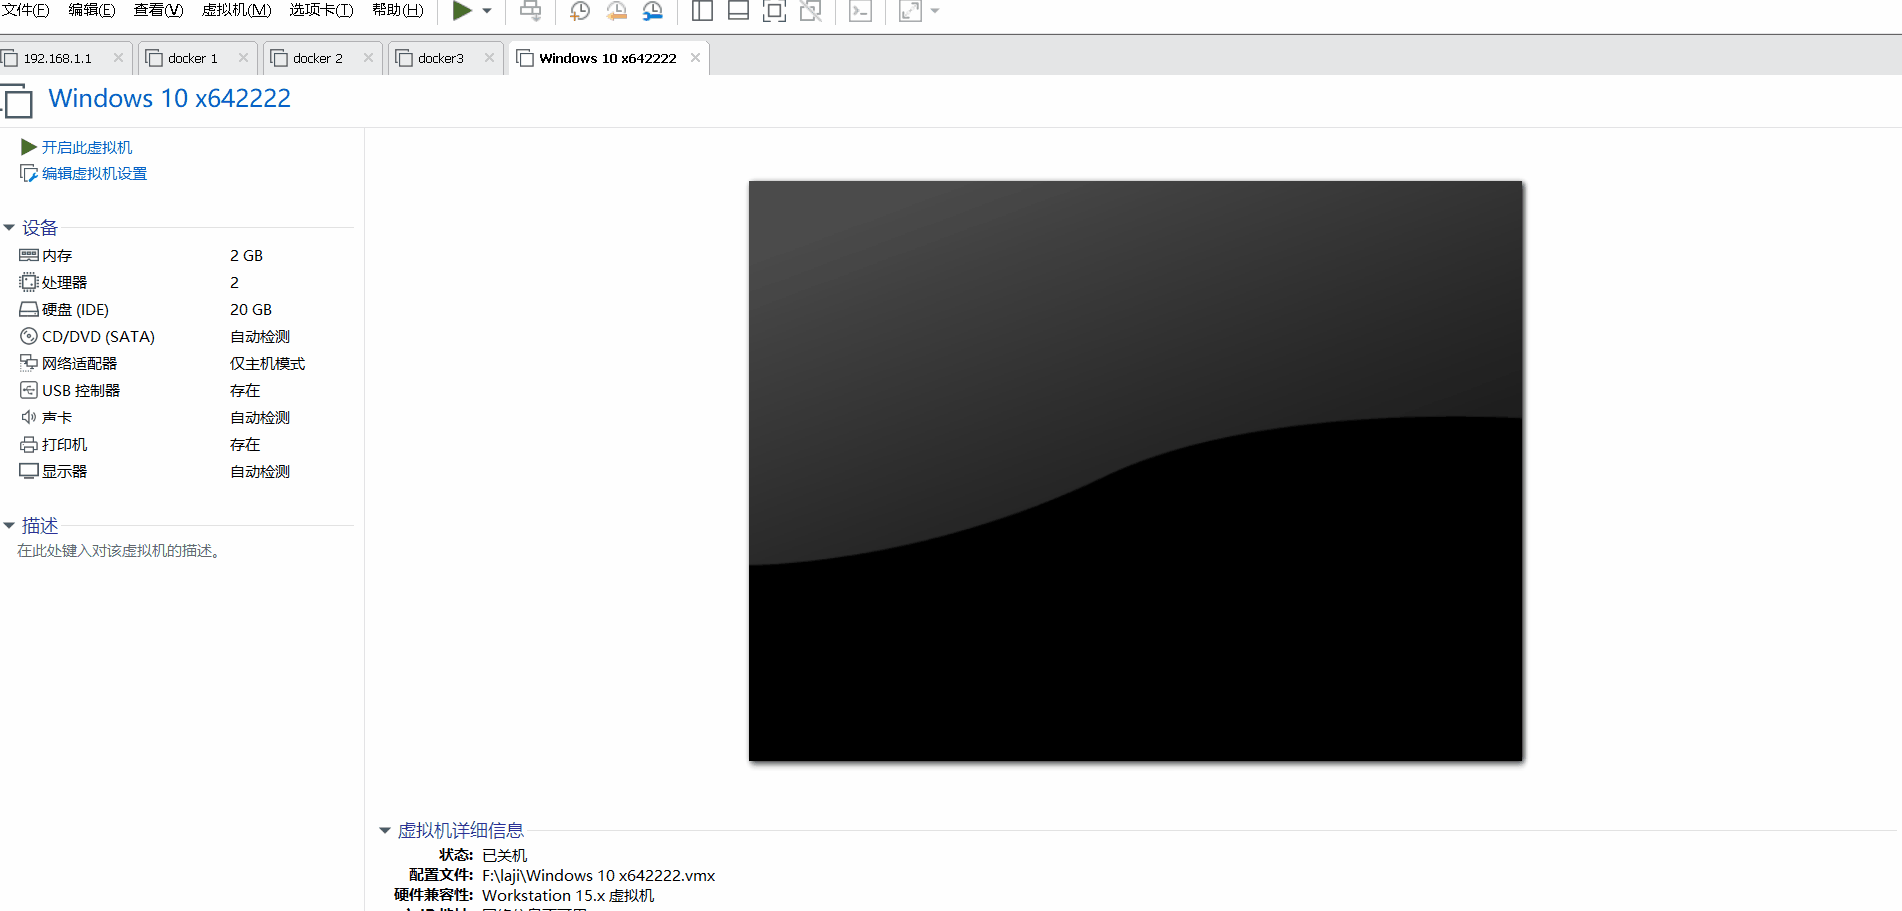 文件(F) 编辑(E) 查看(V) 虚拟机(M) 选项卡(T) 帮助(H)
192.168.1.1 docker 1 docker 2 docker3 Windows 10 x642222
Windows 10 x642222
开启此虚拟机
编辑虚拟机设置
设备
内存 2 GB
处理器 2
硬盘 (IDE) 20 GB
CD/DVD (SATA) 自动检测
网络适配器 仅主机模式
USB 控制器 存在
声卡 自动检测
打印机 存在
显示器 自动检测
描述
在此处键入对该虚拟机的描述。
虚拟机详细信息
状态: 已关机
配置文件: F:\laji\Windows 10 x642222.vmx
硬件兼容性: Workstation 15.x 虚拟机